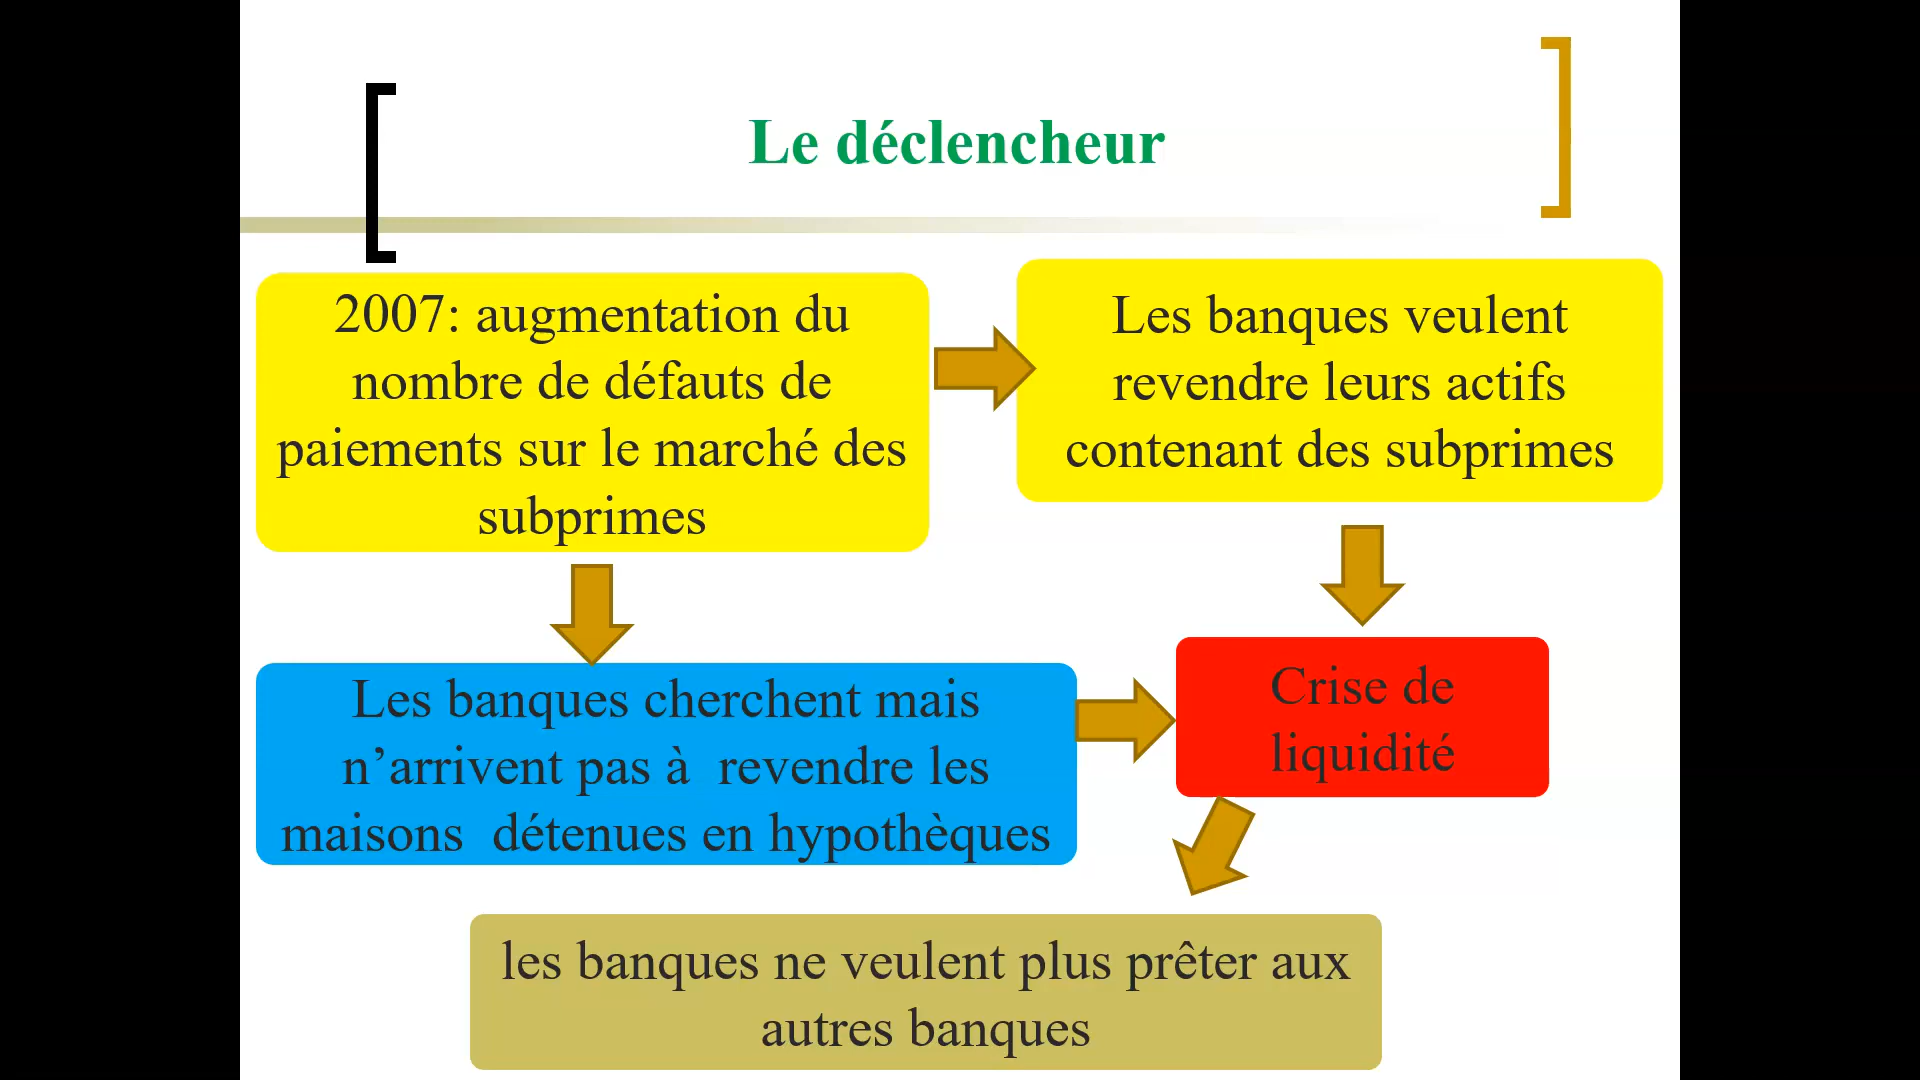 Le déclencheur
2007: augmentation du
nombre de défauts de
paiements sur le marché des
subprimes
Les banques veulent
revendre leurs actifs
contenant des subprimes
Les banques cherchent mais
n’arrivent pas à  revendre les
maisons  détenues en hypothèques
Crise de
liquidité
les banques ne veulent plus prêter aux
autres banques